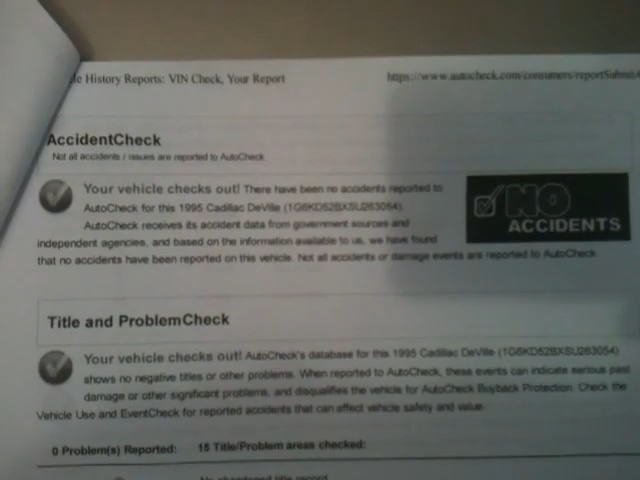 le History Reports: VIN Check, Your Report https://www.autocheck.com/consumers/reportSubmitA
AccidentCheck
Not all accidents / issues are reported to AutoCheck
Your vehicle checks out! There have been no accidents reported to
AutoCheck for this 1995 Cadillac DeVille (1G6KD52BXSU263054).
AutoCheck receives its accident data from government sources and
independent agencies, and based on the information available to us, we have found
that no accidents have been reported on this vehicle. Not all accidents or damage events are reported to AutoCheck.
NO
ACCIDENTS
Title and ProblemCheck
Your vehicle checks out! AutoCheck's database for this 1995 Cadillac DeVille (1G6KD52BXSU263054)
shows no negative titles or other problems. When reported to AutoCheck, these events can indicate serious past
damage or other significant problems, and disqualifies the vehicle for AutoCheck Buyback Protection. Check the
Vehicle Use and EventCheck for reported accidents that can affect vehicle safety and value.
0 Problem(s) Reported: 15 Title/Problem areas checked:
No abandoned title record